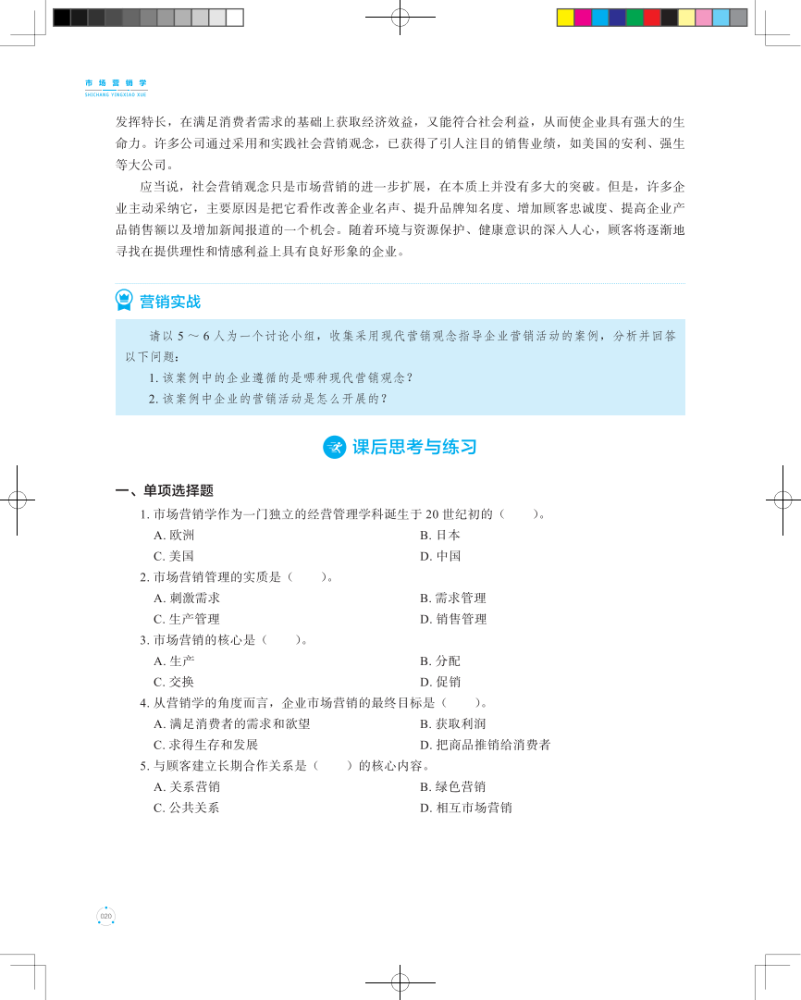 市场营销学
SHICHANG YINGXIAO XUE
发挥特长，在满足消费者需求的基础上获取经济效益，又能符合社会利益，从而使企业具有强大的生
命力。许多公司通过采用和实践社会营销观念，已获得了引人注目的销售业绩，如美国的安利、强生
等大公司。
应当说，社会营销观念只是市场营销的进一步扩展，在本质上并没有多大的突破。但是，许多企
业主动采纳它，主要原因是把它看作改善企业名声、提升品牌知名度、增加顾客忠诚度、提高企业产
品销售额以及增加新闻报道的一个机会。随着环境与资源保护、健康意识的深入人心，顾客将逐渐地
寻找在提供理性和情感利益上具有良好形象的企业。
营销实战
请以 5 ～ 6 人为一个讨论小组，收集采用现代营销观念指导企业营销活动的案例，分析并回答
以下问题：
1. 该案例中的企业遵循的是哪种现代营销观念？
2. 该案例中企业的营销活动是怎么开展的？
课后思考与练习
一、单项选择题
1. 市场营销学作为一门独立的经营管理学科诞生于 20 世纪初的（　　）。
A. 欧洲 B. 日本
C. 美国 D. 中国
2. 市场营销管理的实质是（　　）。
A. 刺激需求 B. 需求管理
C. 生产管理 D. 销售管理
3. 市场营销的核心是（　　）。
A. 生产 B. 分配
C. 交换 D. 促销
4. 从营销学的角度而言，企业市场营销的最终目标是（　　）。
A. 满足消费者的需求和欲望 B. 获取利润
C. 求得生存和发展 D. 把商品推销给消费者
5. 与顾客建立长期合作关系是（　　）的核心内容。
A. 关系营销 B. 绿色营销
C. 公共关系 D. 相互市场营销
020